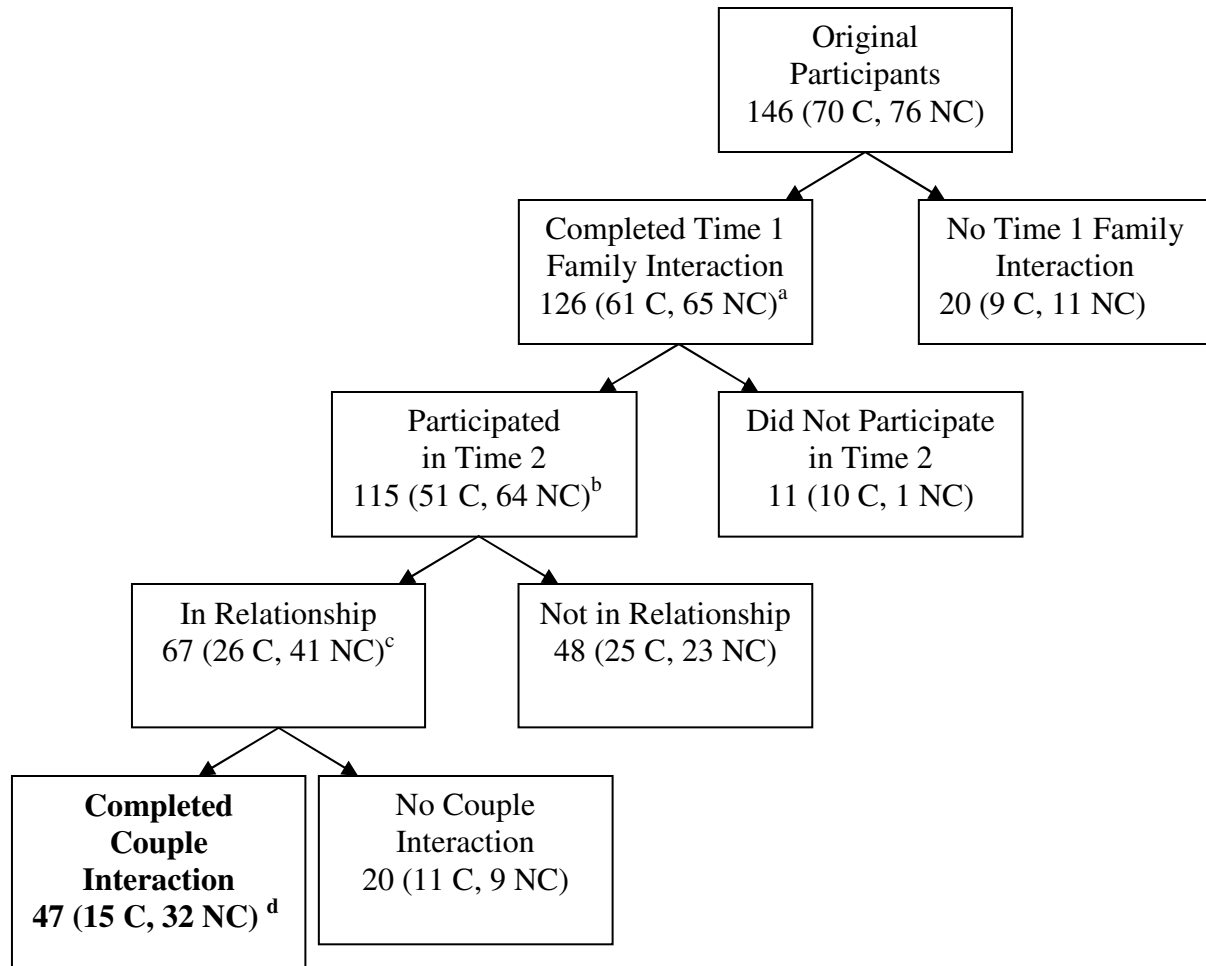 Original
Participants
146 (70 C, 76 NC)
Completed Time 1
Family Interaction
126 (61 C, 65 NC)a
No Time 1 Family
Interaction
20 (9 C, 11 NC)
Participated
in Time 2
115 (51 C, 64 NC)b
Did Not Participate
in Time 2
11 (10 C, 1 NC)
In Relationship
67 (26 C, 41 NC)c
Not in Relationship
48 (25 C, 23 NC)
Completed
Couple
Interaction
47 (15 C, 32 NC) d
No Couple
Interaction
20 (11 C, 9 NC)